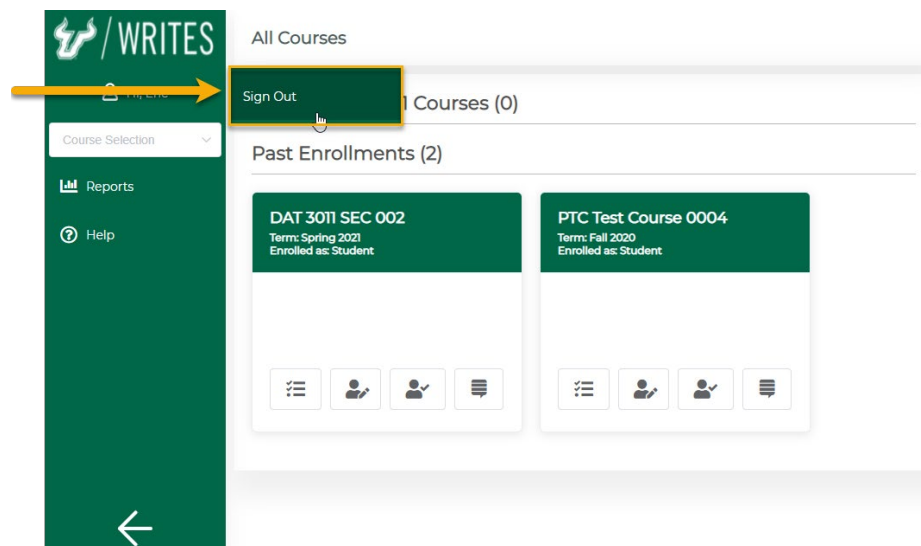 / WRITES
All Courses
Sign Out
Courses (0)
Course Selection
Past Enrollments (2)
Reports
Help
DAT 3011 SEC 002
Term: Spring 2021
Enrolled as: Student
PTC Test Course 0004
Term: Fall 2020
Enrolled as: Student